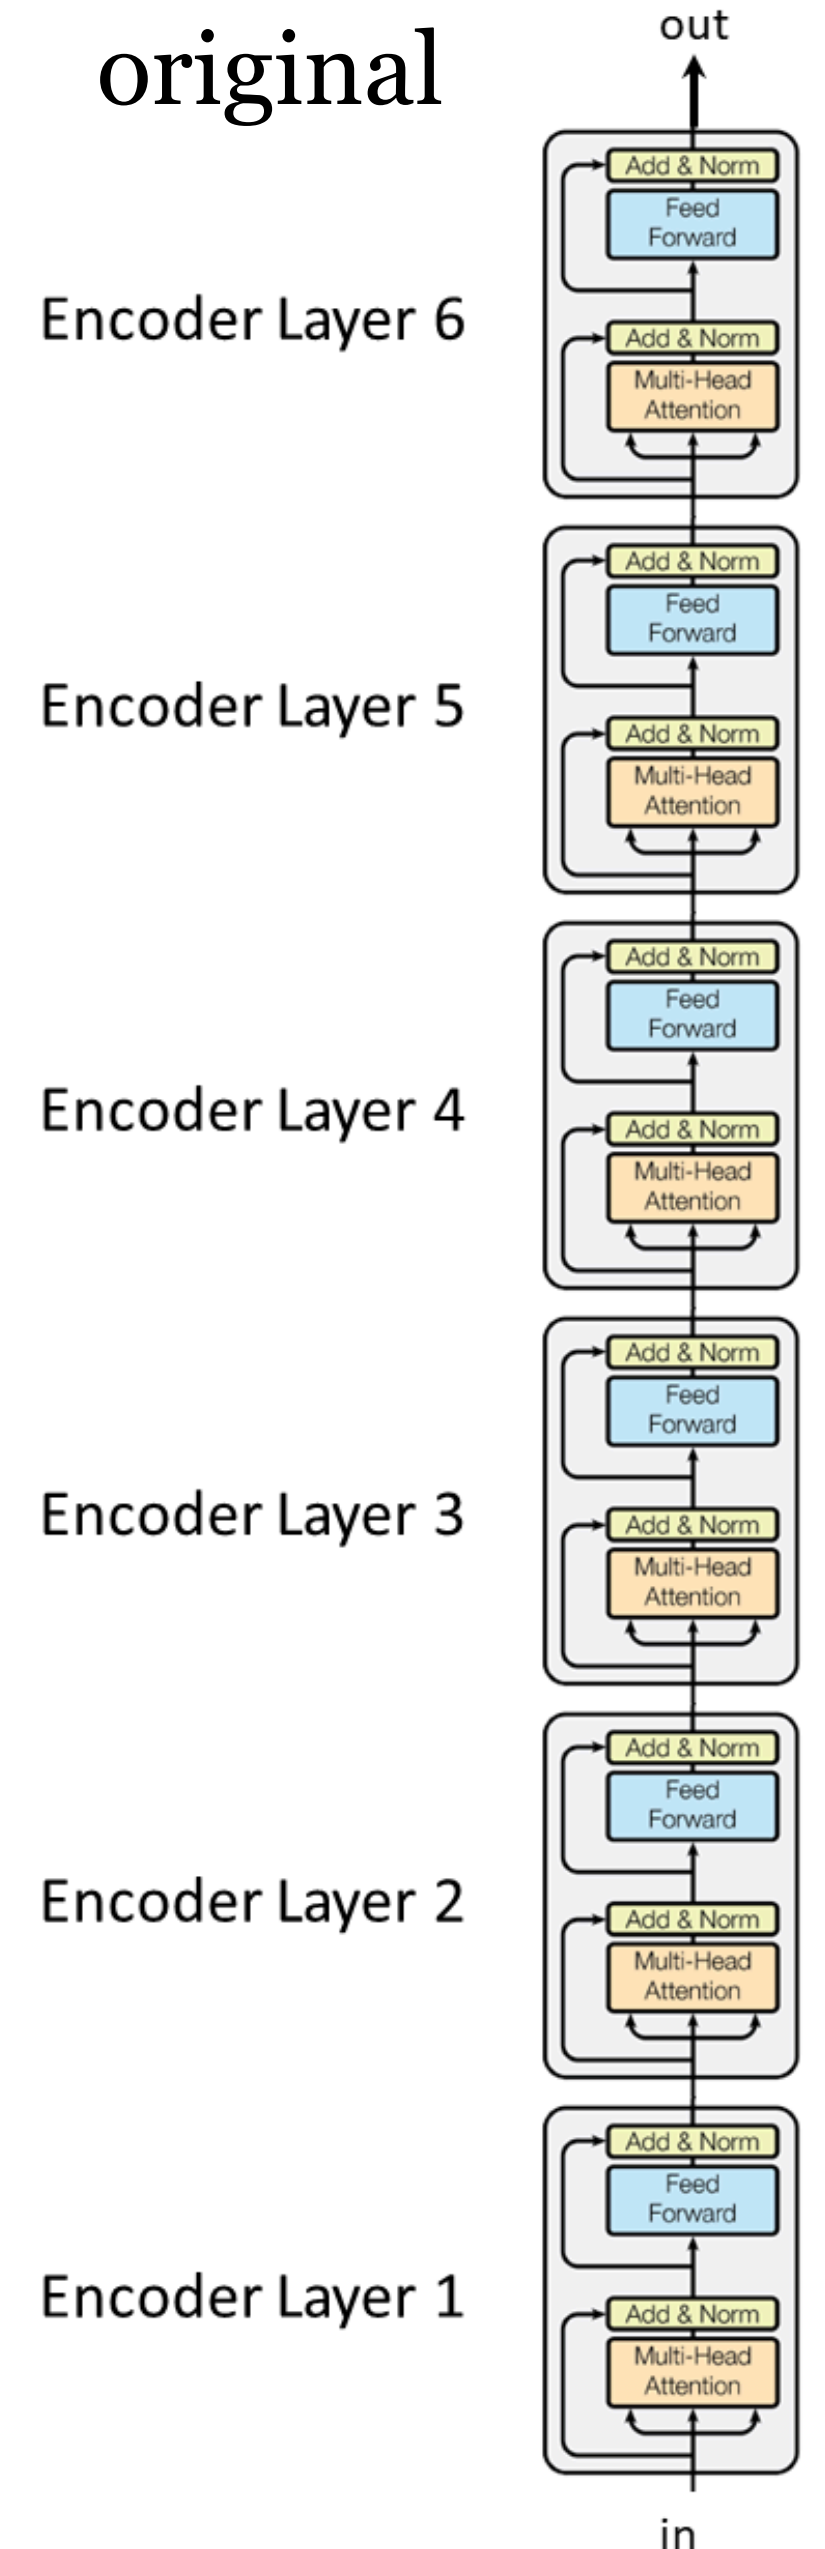 original
out
Add & Norm
Feed
Forward
Encoder Layer 6
Add & Norm
Multi-Head
Attention
Add & Norm
Feed
Forward
Encoder Layer 5
Add & Norm
Multi-Head
Attention
Add & Norm
Feed
Forward
Encoder Layer 4
Add & Norm
Multi-Head
Attention
Add & Norm
Feed
Forward
Encoder Layer 3
Add & Norm
Multi-Head
Attention
Add & Norm
Feed
Forward
Encoder Layer 2
Add & Norm
Multi-Head
Attention
Add & Norm
Feed
Forward
Encoder Layer 1
Add & Norm
Multi-Head
Attention
in